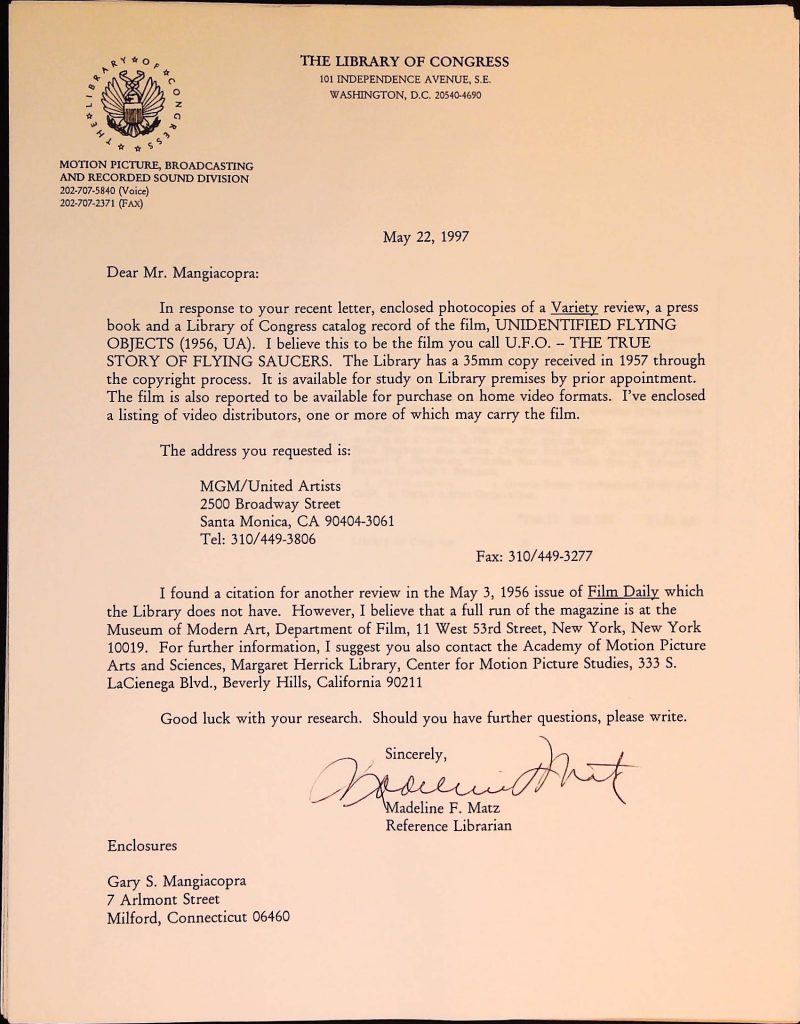 THE LIBRARY OF CONGRESS
101 INDEPENDENCE AVENUE, S.E.
WASHINGTON, D.C. 20540-4690
THE LIBRARY OF CONGRESS
MOTION PICTURE, BROADCASTING
AND RECORDED SOUND DIVISION
202-707-5840 (Voice)
202-707-2371 (FAX)
May 22, 1997
Dear Mr. Mangiacopra:
In response to your recent letter, enclosed photocopies of a Variety review, a press
book and a Library of Congress catalog record of the film, UNIDENTIFIED FLYING
OBJECTS (1956, UA). I believe this to be the film you call U.F.O. -- THE TRUE
STORY OF FLYING SAUCERS. The Library has a 35mm copy received in 1957 through
the copyright process. It is available for study on Library premises by prior appointment.
The film is also reported to be available for purchase on home video formats. I've enclosed
a listing of video distributors, one or more of which may carry the film.
The address you requested is:
MGM/United Artists
2500 Broadway Street
Santa Monica, CA 90404-3061
Tel: 310/449-3806
Fax: 310/449-3277
I found a citation for another review in the May 3, 1956 issue of Film Daily which
the Library does not have. However, I believe that a full run of the magazine is at the
Museum of Modern Art, Department of Film, 11 West 53rd Street, New York, New York
10019. For further information, I suggest you also contact the Academy of Motion Picture
Arts and Sciences, Margaret Herrick Library, Center for Motion Picture Studies, 333 S.
LaCienega Blvd., Beverly Hills, California 90211
Good luck with your research. Should you have further questions, please write.
Sincerely,
Madeline F. Matz
Madeline F. Matz
Reference Librarian
Enclosures
Gary S. Mangiacopra
7 Arlmont Street
Milford, Connecticut 06460